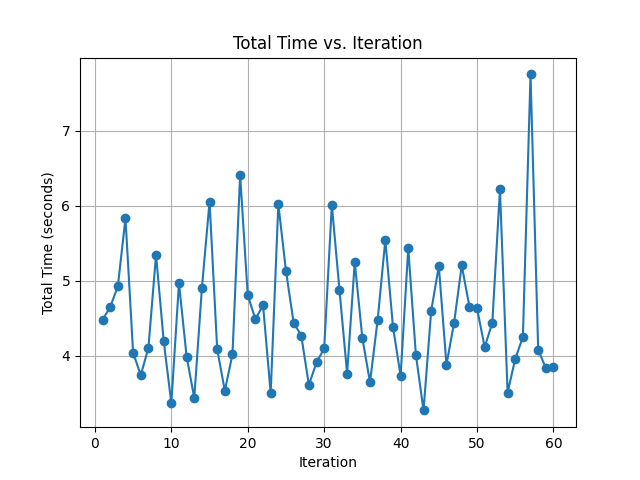 Total Time vs. Iteration
Total Time (seconds)
7
6
5
4
0 10 20 30 40 50 60
Iteration